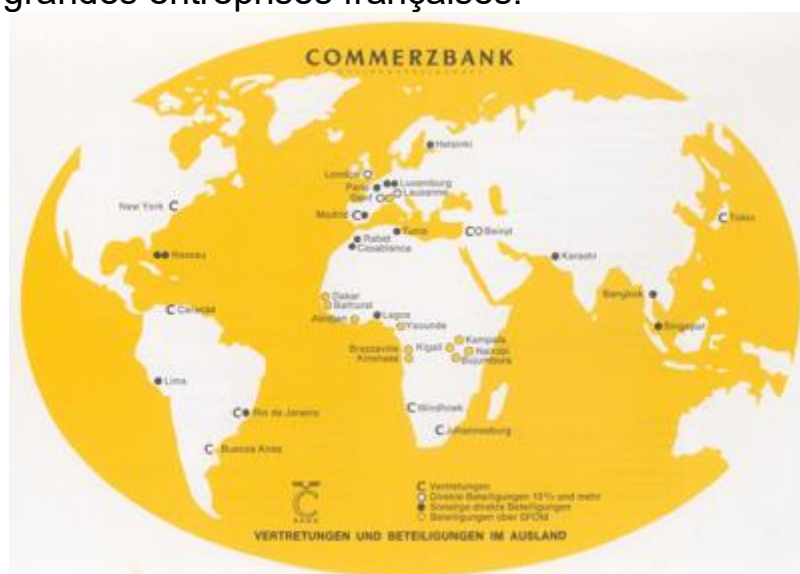 grandes entreprises françaises.
COMMERZBANK
Helsinki
London
Paris
Luxemburg
Lausanne
Genf
New York
Madrid
Tunis
Beirut
Tokio
Rabat
Casablanca
Nassau
Karachi
Dakar
Bathurst
Bangkok
Caracas
Abidjan
Lagos
Yaounde
Singapur
Kampala
Brazzaville
Kigali
Nairobi
Kinshasa
Bujumbura
Lima
Windhoek
Rio de Janeiro
Johannesburg
Buenos Aires
C Vertretungen
Direkte Beteiligungen 10% und mehr
Sonstige direkte Beteiligungen
Beteiligungen über SFOM
BANK
VERTRETUNGEN UND BETEILIGUNGEN IM AUSLAND